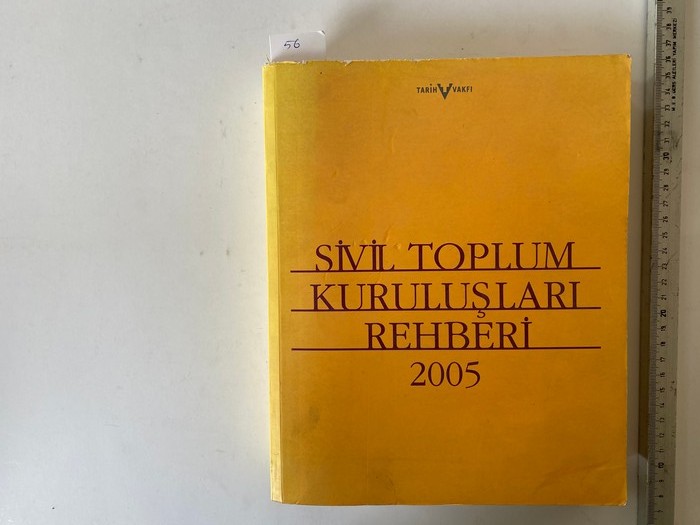 56
TARİH VAKFI
SİVİL TOPLUM
KURULUŞLARI
REHBERİ
2005